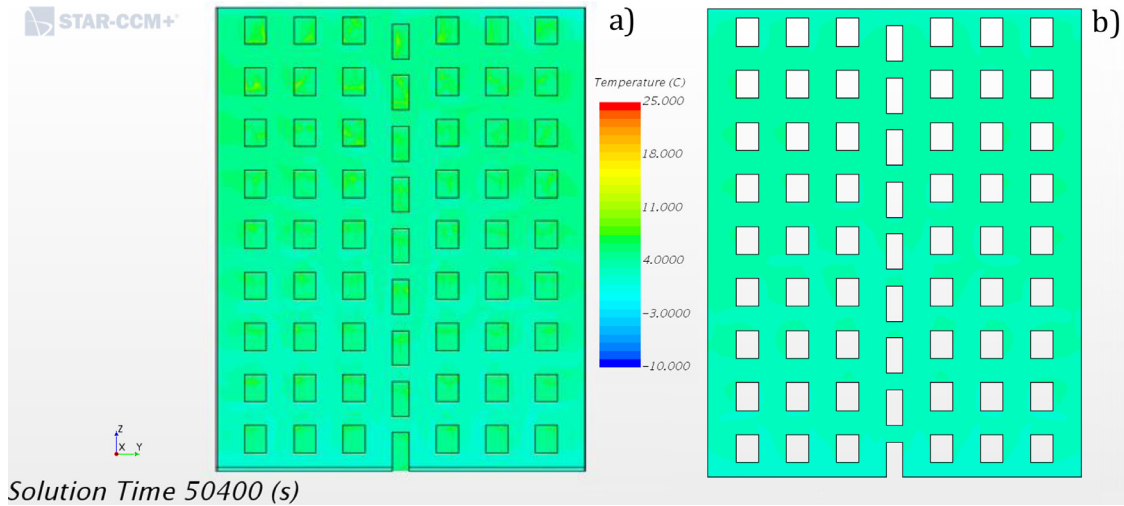 STAR-CCM+
a)
b)
Temperature (C)
25.000
18.000
11.000
4.0000
-3.0000
-10.000
Z
X
Y
Solution Time 50400 (s)